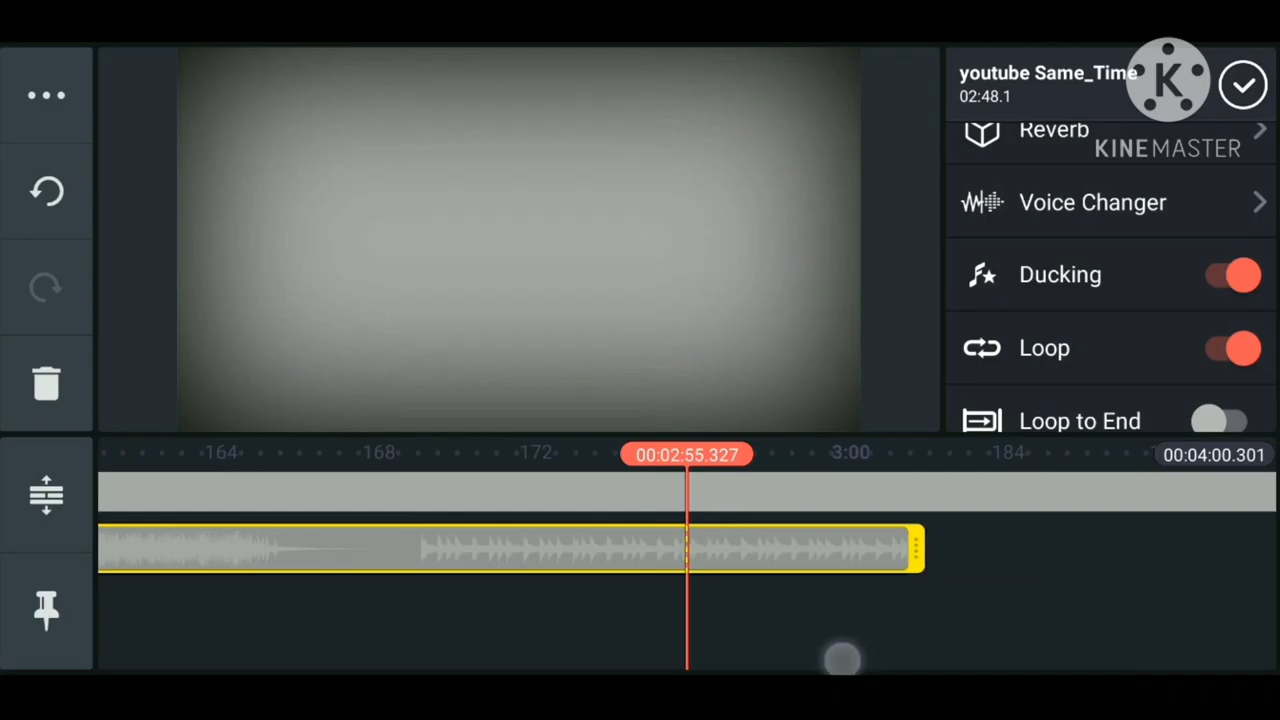 youtube Same_Time
02:48.1
K
KINEMASTER
Reverb
Voice Changer
Ducking
Loop
Loop to End
164 168 172 00:02:55.327 3:00 184 00:04:00.301